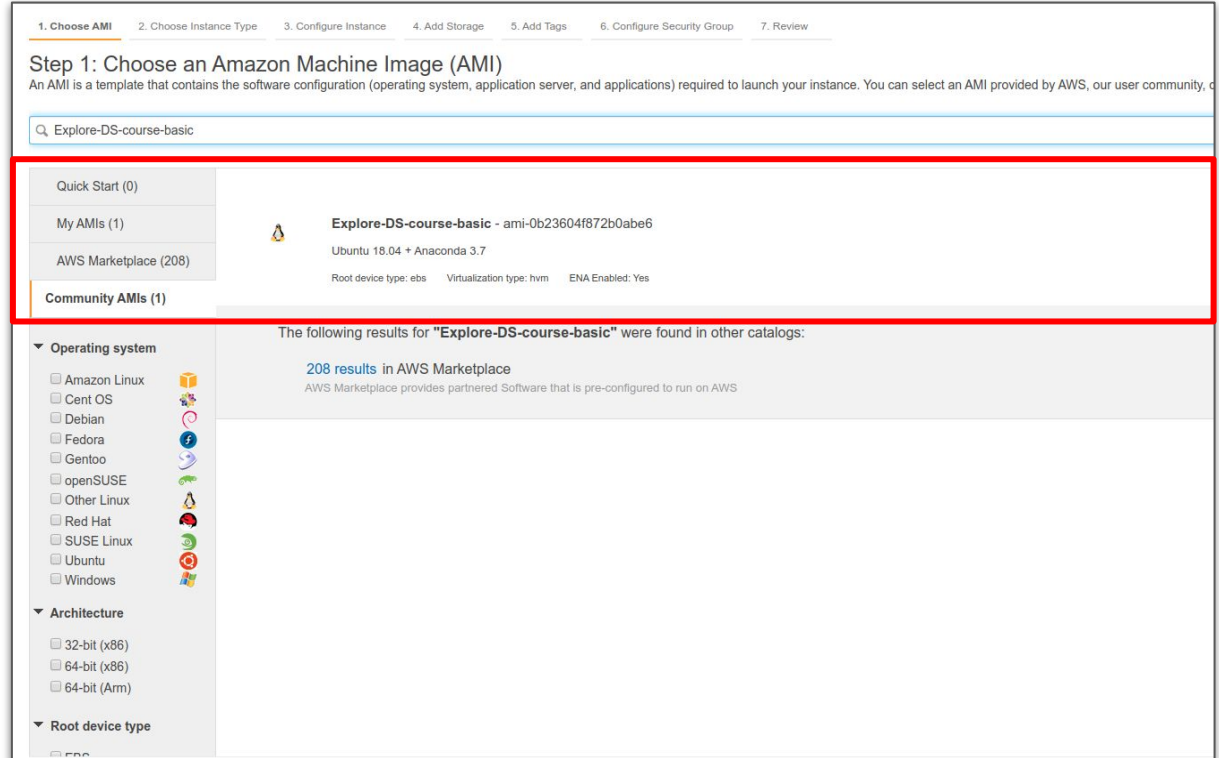 1. Choose AMI 2. Choose Instance Type 3. Configure Instance 4. Add Storage 5. Add Tags 6. Configure Security Group 7. Review
Step 1: Choose an Amazon Machine Image (AMI)
An AMI is a template that contains the software configuration (operating system, application server, and applications) required to launch your instance. You can select an AMI provided by AWS, our user community,
Explore-DS-course-basic
Quick Start (0)
My AMIs (1)
AWS Marketplace (208)
Community AMIs (1)
Explore-DS-course-basic - ami-0b23604f872b0abe6
Ubuntu 18.04 + Anaconda 3.7
Root device type: ebs Virtualization type: hvm ENA Enabled: Yes
The following results for "Explore-DS-course-basic" were found in other catalogs:
208 results in AWS Marketplace
AWS Marketplace provides partnered Software that is pre-configured to run on AWS
Operating system
Amazon Linux
Cent OS
Debian
Fedora
Gentoo
openSUSE
Other Linux
Red Hat
SUSE Linux
Ubuntu
Windows
Architecture
32-bit (x86)
64-bit (x86)
64-bit (Arm)
Root device type